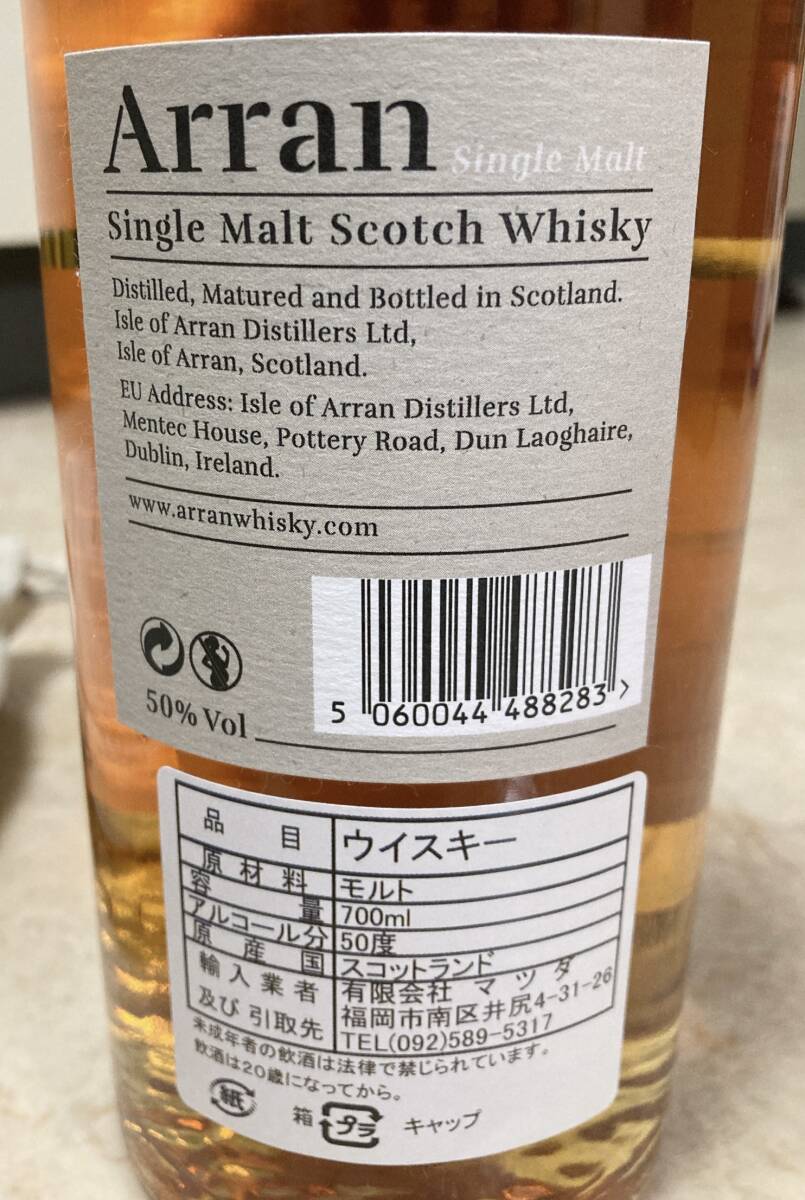 Arran Single Malt
Single Malt Scotch Whisky
Distilled, Matured and Bottled in Scotland.
Isle of Arran Distillers Ltd,
Isle of Arran, Scotland.
EU Address: Isle of Arran Distillers Ltd,
Mentec House, Pottery Road, Dun Laoghaire,
Dublin, Ireland.
www.arranwhisky.com
50% Vol
5 060044 488283 >
品目 ウイスキー
原材料 モルト
容量 700ml
アルコール分 50度
原産国 スコットランド
輸入業者 有限会社 マツダ
及び引取先 福岡市南区井尻4-31-26
TEL(092)589-5317
未成年者の飲酒は法律で禁じられています。
飲酒は20歳になってから。
紙 箱 プラ キャップ